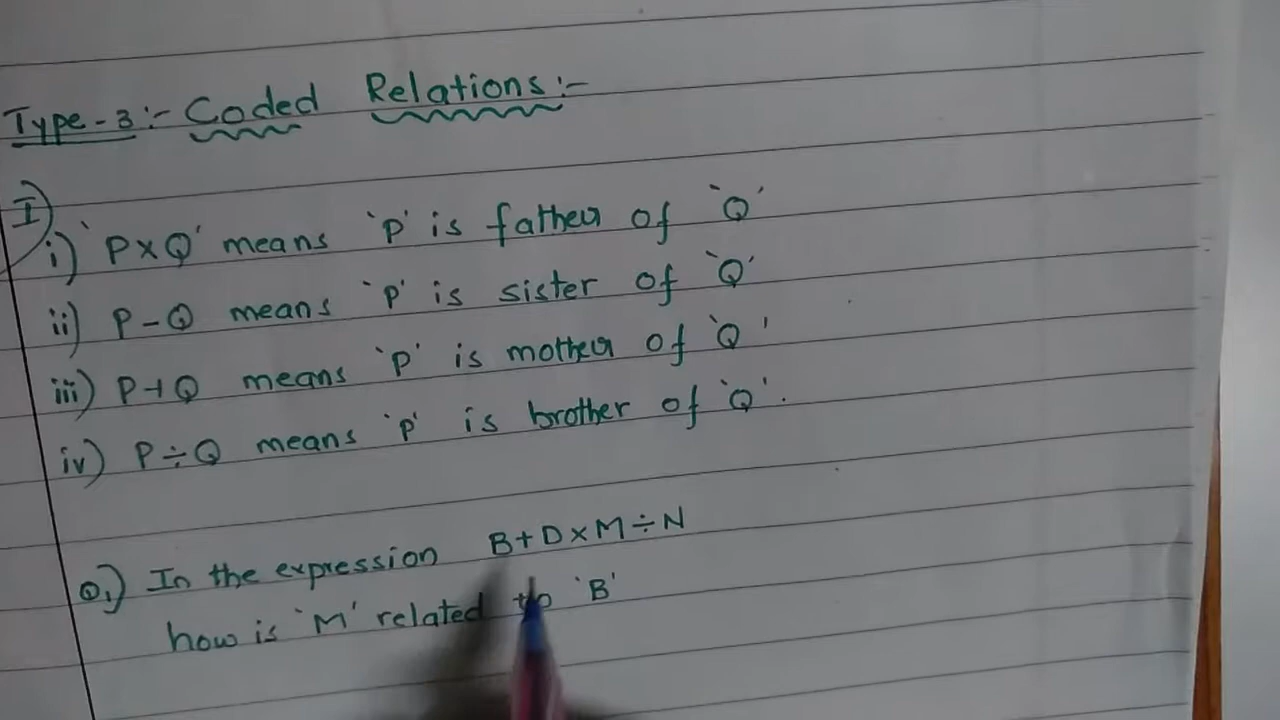 Type-3:- Coded Relations:-
I)
i) 'P×Q' means 'P' is father of 'Q'
ii) P-Q means 'P' is sister of 'Q'
iii) P+Q means 'P' is mother of 'Q'
iv) P÷Q means 'P' is brother of 'Q'.
Q1) In the expression B+D×M÷N
how is 'M' related to 'B'